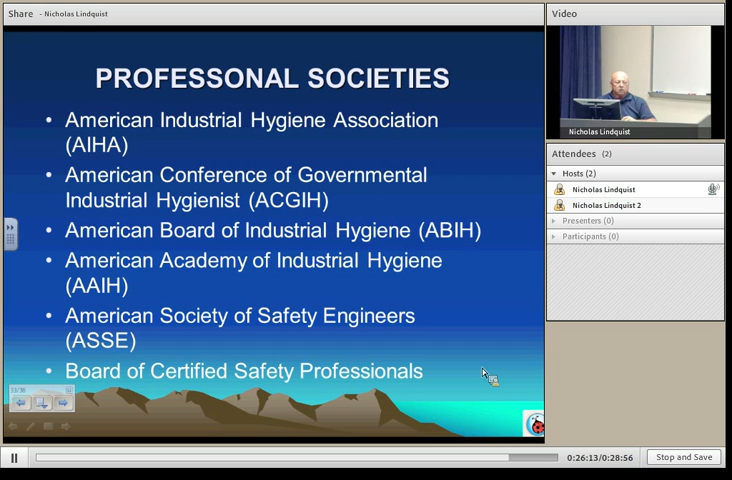 Share - Nicholas Lindquist
PROFESSONAL SOCIETIES
• American Industrial Hygiene Association
(AIHA)
• American Conference of Governmental
Industrial Hygienist (ACGIH)
• American Board of Industrial Hygiene (ABIH)
• American Academy of Industrial Hygiene
(AAIH)
• American Society of Safety Engineers
(ASSE)
• Board of Certified Safety Professionals
33/36
Video
Nicholas Lindquist
Attendees (2)
Hosts (2)
Nicholas Lindquist
Nicholas Lindquist 2
Presenters (0)
Participants (0)
0:26:13/0:28:56
Stop and Save